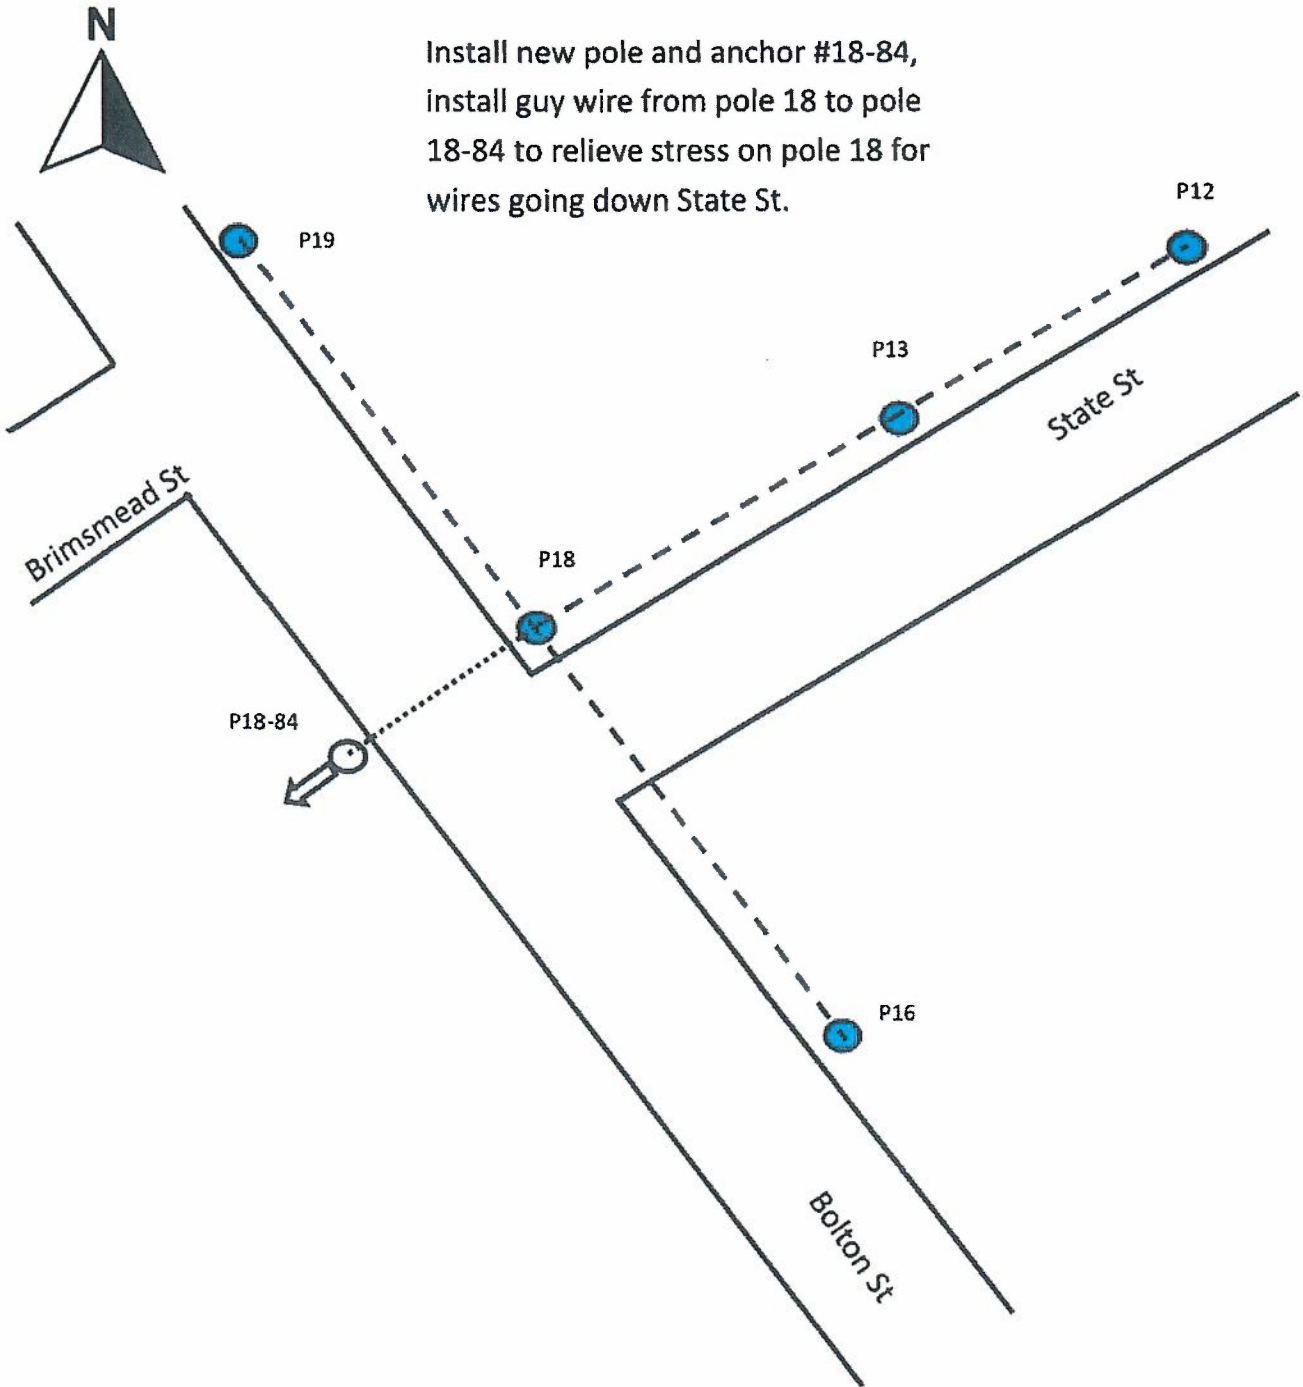 N
Install new pole and anchor #18-84,
install guy wire from pole 18 to pole
18-84 to relieve stress on pole 18 for
wires going down State St.
P12
P19
P13
State St
Brimsmead St
P18
P18-84
P16
Bolton St